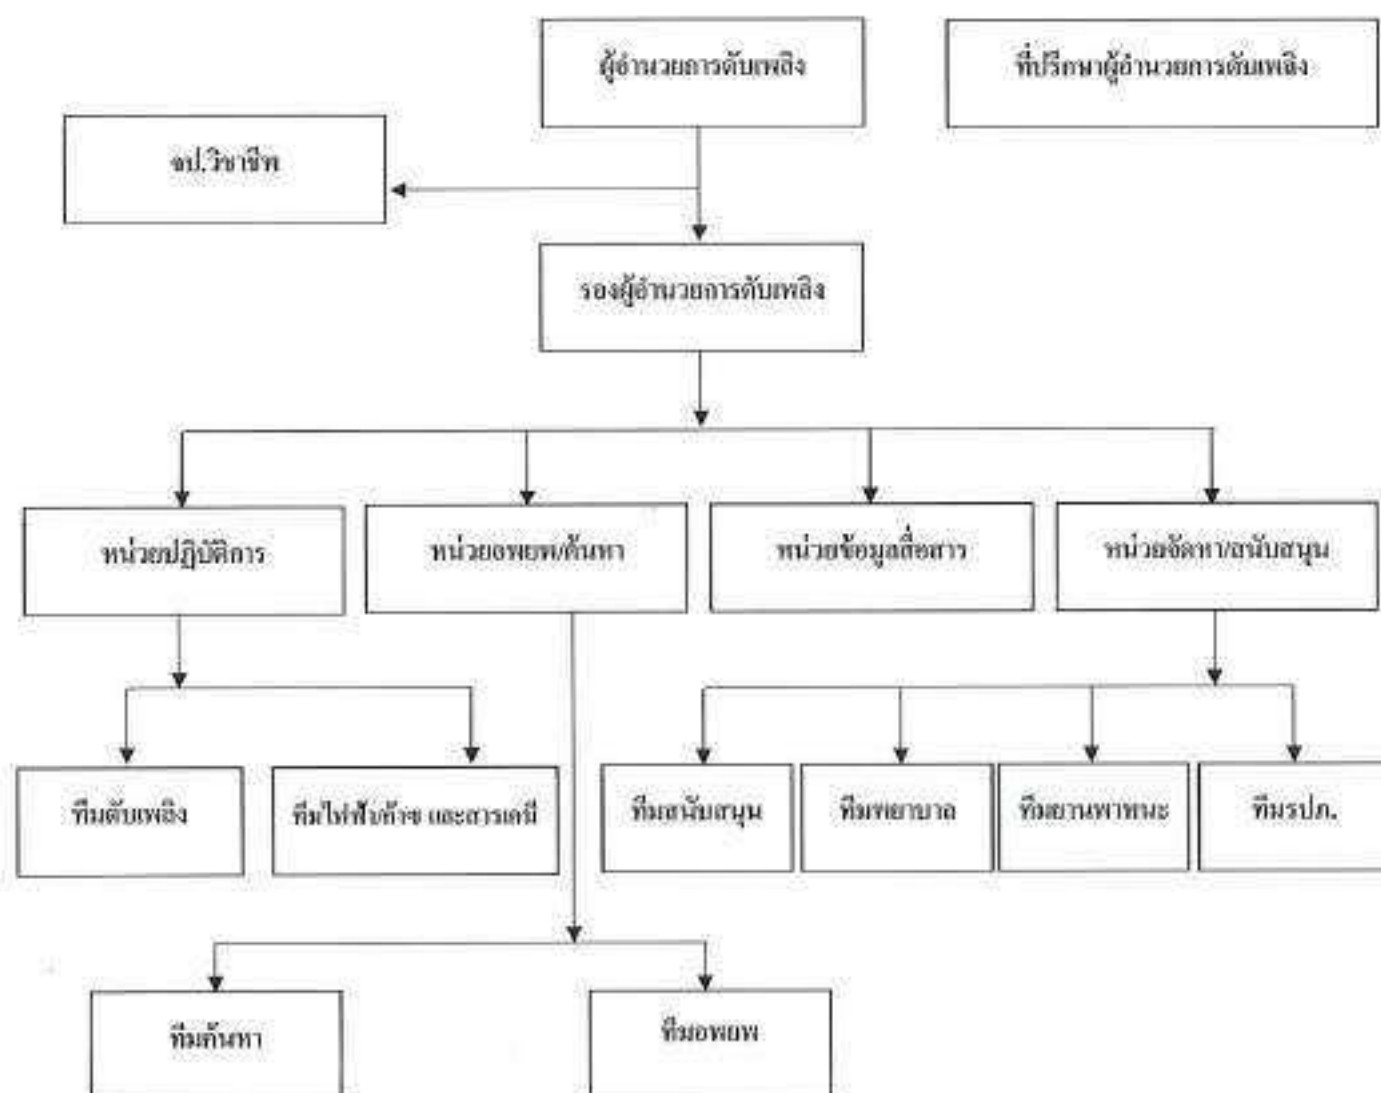 ผู้อำนวยการดับเพลิง
ที่ปรึกษาผู้อำนวยการดับเพลิง
จป.วิชาชีพ
รองผู้อำนวยการดับเพลิง
หน่วยปฏิบัติการ
หน่วยอพยพ/ค้นหา
หน่วยข้อมูลสื่อสาร
หน่วยจัดหา/สนับสนุน
ทีมดับเพลิง
ทีมไฟฟ้า/ก๊าซ และสารเคมี
ทีมสนับสนุน
ทีมพยาบาล
ทีมยานพาหนะ
ทีมรปภ.
ทีมค้นหา
ทีมอพยพ